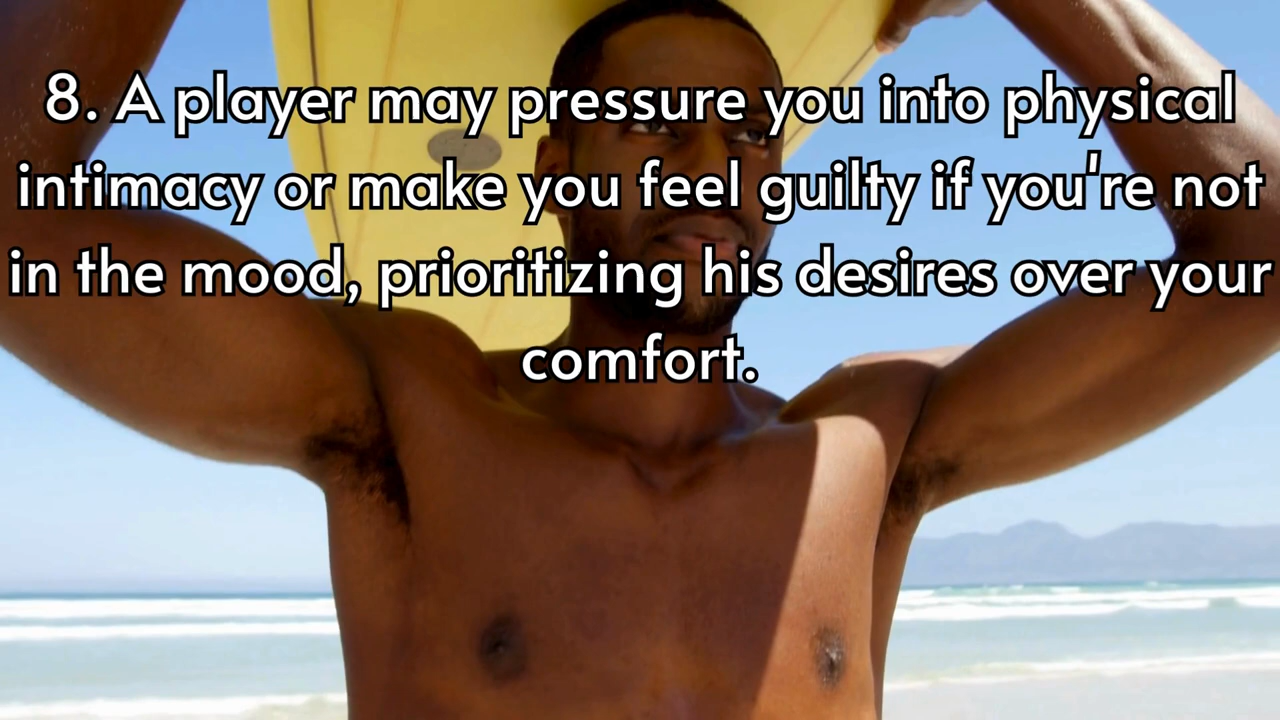 8. A player may pressure you into physical
intimacy or make you feel guilty if you're not
in the mood, prioritizing his desires over your
comfort.